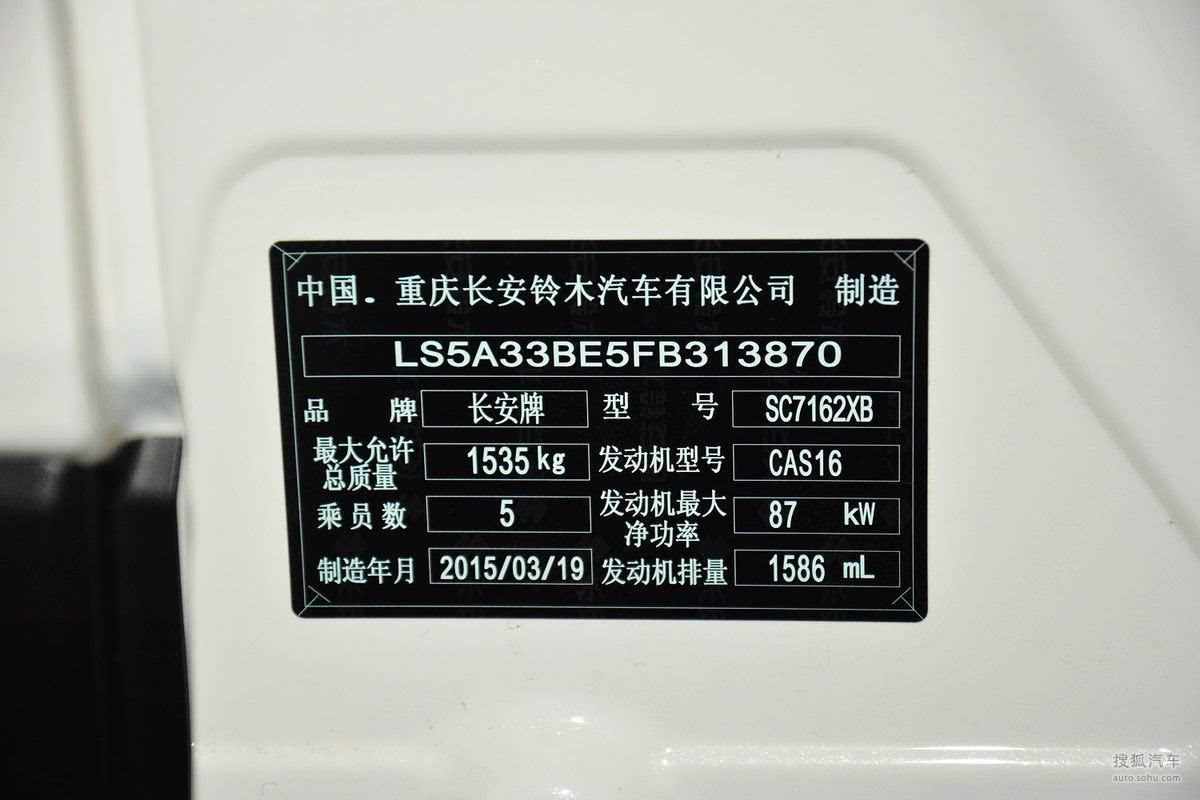 中国．重庆长安铃木汽车有限公司 制造
LS5A33BE5FB313870
品牌 长安牌 型号 SC7162XB
最大允许总质量 1535 kg 发动机型号 CAS16
乘员数 5 发动机最大净功率 87 kW
制造年月 2015/03/19 发动机排量 1586 mL
搜狐汽车
auto.sohu.com